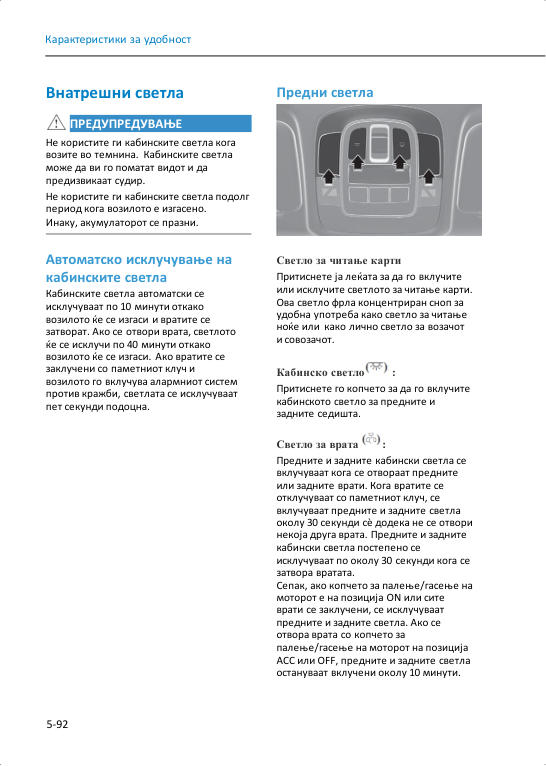 Карактеристики за удобност
Внатрешни светла
ПРЕДУПРЕДУВАЊЕ
Не користите ги кабинските светла кога
возите во темнина. Кабинските светла
може да ви го поматат видот и да
предизвикаат судир.
Не користите ги кабинските светла подолг
период кога возилото е изгасено.
Инаку, акумулаторот се празни.
Автоматско исклучување на
кабинските светла
Кабинските светла автоматски се
исклучуваат по 10 минути откако
возилото ќе се изгаси и вратите се
затворат. Ако се отвори врата, светлото
ќе се исклучи по 40 минути откако
возилото ќе се изгаси. Ако вратите се
заклучени со паметниот клуч и
возилото го вклучува алармниот систем
против кражби, светлата се исклучуваат
пет секунди подоцна.
Предни светла
Светло за читање карти
Притиснете ја леќата за да го вклучите
или исклучите светлото за читање карти.
Ова светло фрла концентриран сноп за
удобна употреба како светло за читање
ноќе или како лично светло за возачот
и совозачот.
Кабинско светло :
Притиснете го копчето за да го вклучите
кабинското светло за предните и
задните седишта.
Светло за врата :
Предните и задните кабински светла се
вклучуваат кога се отвораат предните
или задните врати. Кога вратите се
отклучуваат со паметниот клуч, се
вклучуваат предните и задните светла
околу 30 секунди сѐ додека не се отвори
некоја друга врата. Предните и задните
кабински светла постепено се
исклучуваат по околу 30 секунди кога се
затвора вратата.
Сепак, ако копчето за палење/гасење на
моторот е на позиција ON или сите
врати се заклучени, се исклучуваат
предните и задните светла. Ако се
отвора врата со копчето за
палење/гасење на моторот на позиција
ACC или OFF, предните и задните светла
остануваат вклучени околу 10 минути.
5-92